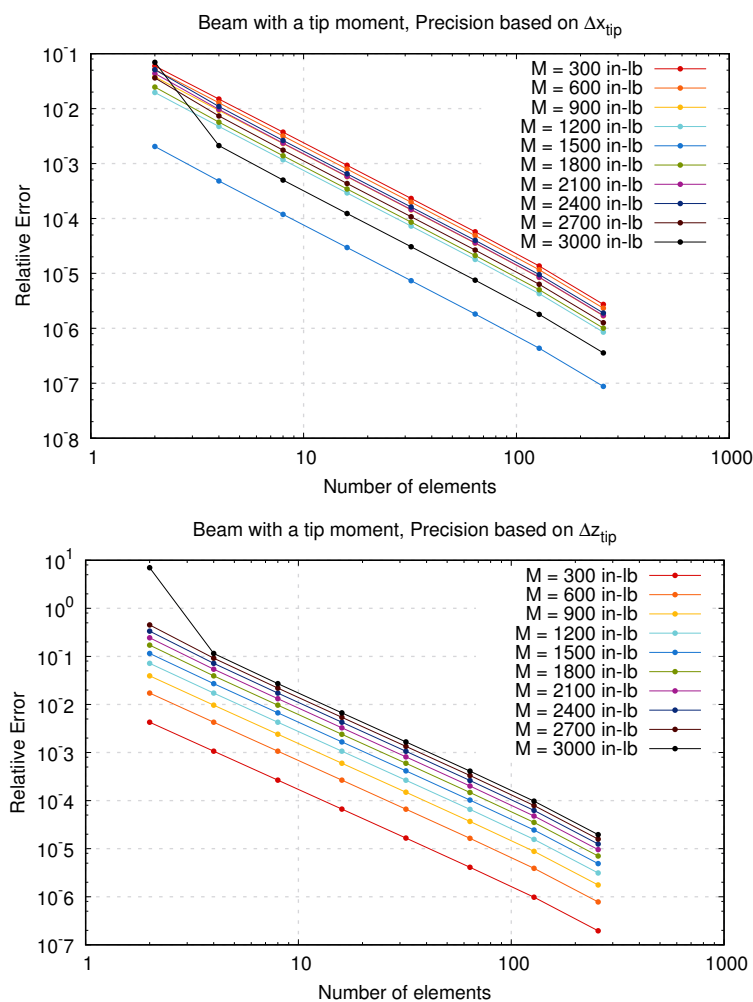 Beam with a tip moment, Precision based on Δx_tip
10^-1
10^-2
10^-3
10^-4
10^-5
10^-6
10^-7
10^-8
Relatiive Error
M = 300 in-lb
M = 600 in-lb
M = 900 in-lb
M = 1200 in-lb
M = 1500 in-lb
M = 1800 in-lb
M = 2100 in-lb
M = 2400 in-lb
M = 2700 in-lb
M = 3000 in-lb
1 10 100 1000
Number of elements
Beam with a tip moment, Precision based on Δz_tip
10^1
10^0
10^-1
10^-2
10^-3
10^-4
10^-5
10^-6
10^-7
Relatiive Error
M = 300 in-lb
M = 600 in-lb
M = 900 in-lb
M = 1200 in-lb
M = 1500 in-lb
M = 1800 in-lb
M = 2100 in-lb
M = 2400 in-lb
M = 2700 in-lb
M = 3000 in-lb
1 10 100 1000
Number of elements